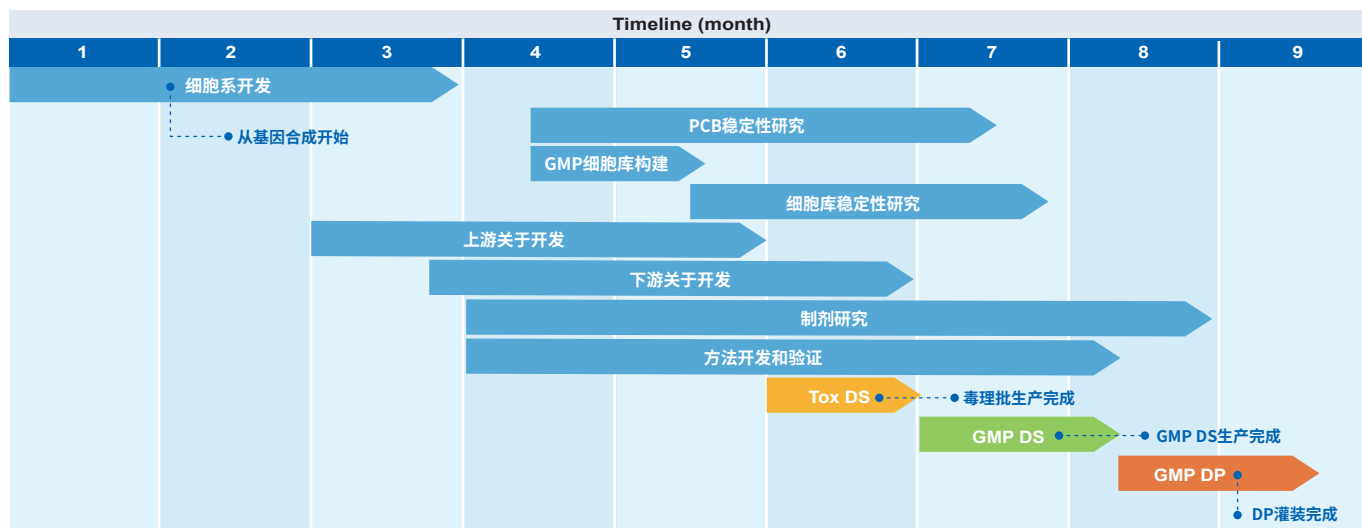 Timeline (month)
1 2 3 4 5 6 7 8 9
细胞系开发
从基因合成开始
PCB稳定性研究
GMP细胞库构建
细胞库稳定性研究
上游关于开发
下游关于开发
制剂研究
方法开发和验证
Tox DS 毒理批生产完成
GMP DS GMP DS生产完成
GMP DP
DP灌装完成